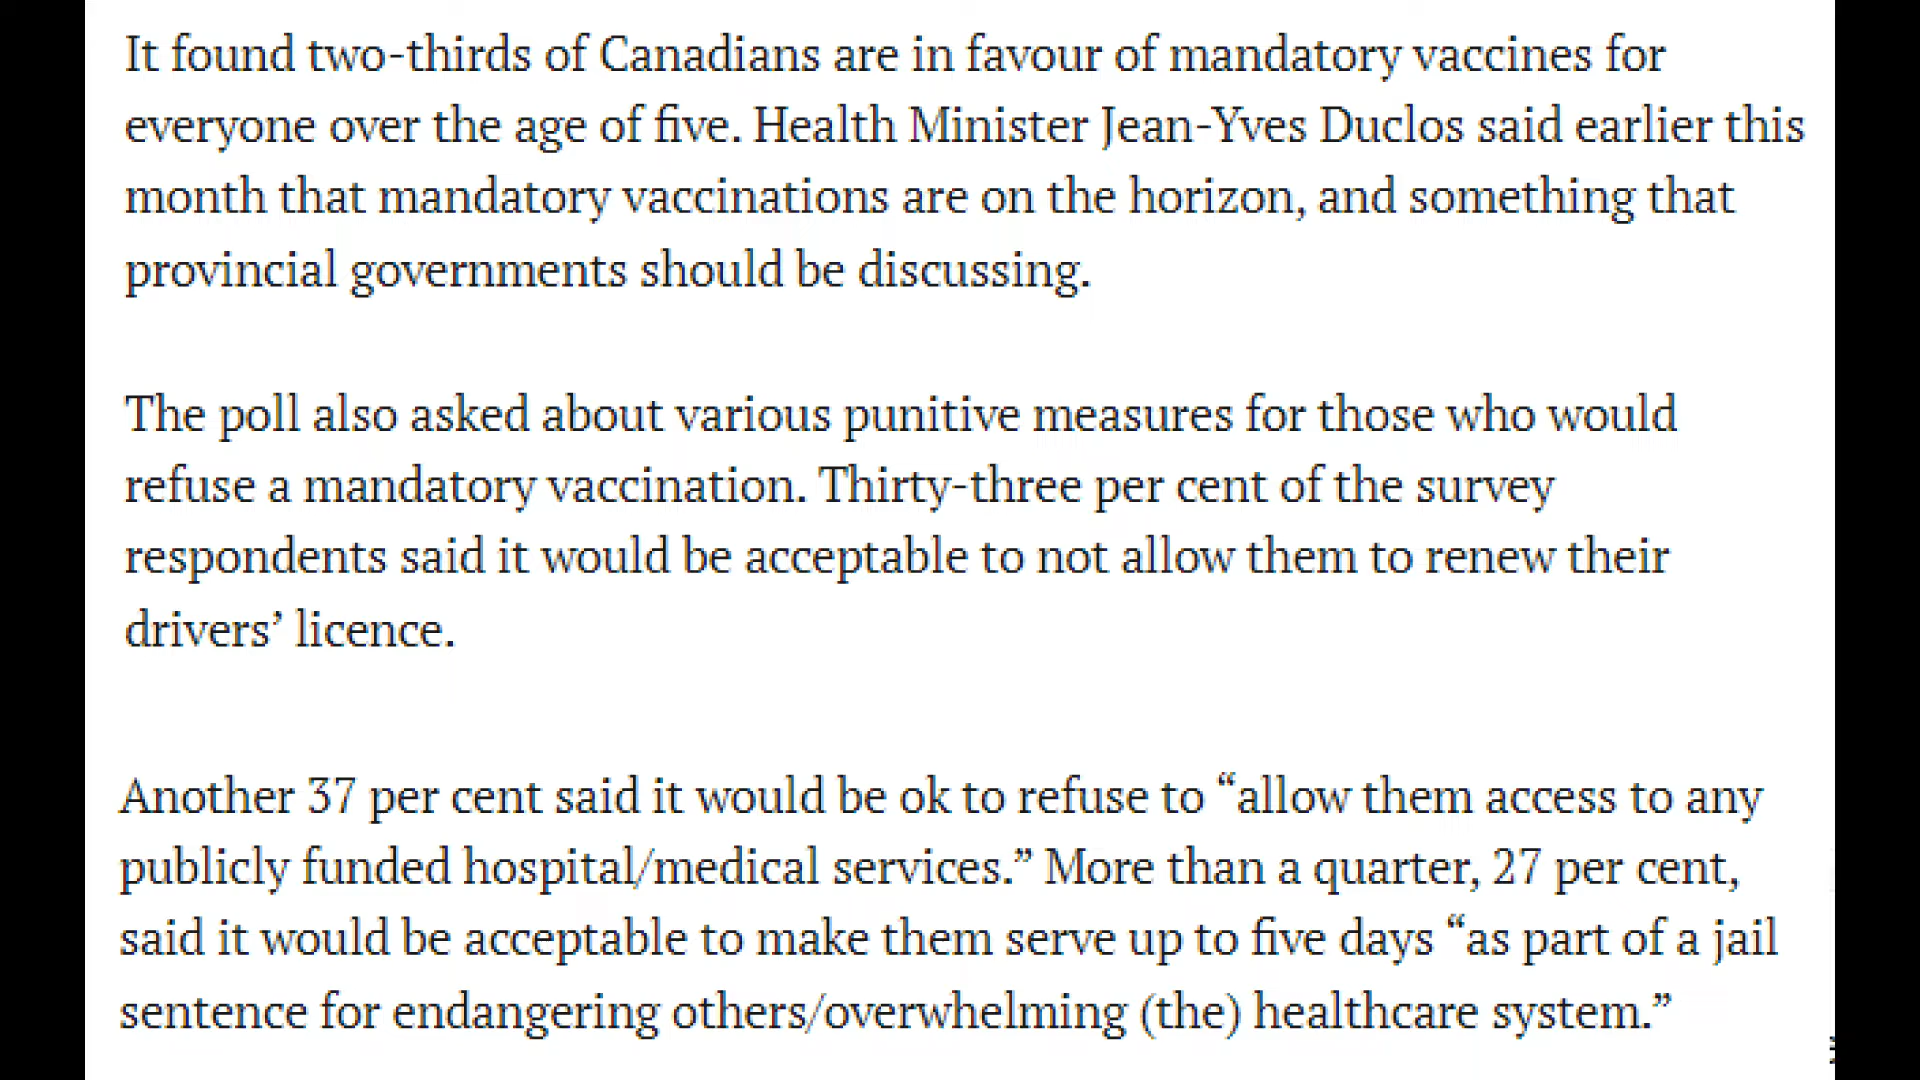 It found two-thirds of Canadians are in favour of mandatory vaccines for
everyone over the age of five. Health Minister Jean-Yves Duclos said earlier this
month that mandatory vaccinations are on the horizon, and something that
provincial governments should be discussing.
The poll also asked about various punitive measures for those who would
refuse a mandatory vaccination. Thirty-three per cent of the survey
respondents said it would be acceptable to not allow them to renew their
drivers’ licence.
Another 37 per cent said it would be ok to refuse to “allow them access to any
publicly funded hospital/medical services.” More than a quarter, 27 per cent,
said it would be acceptable to make them serve up to five days “as part of a jail
sentence for endangering others/overwhelming (the) healthcare system.”